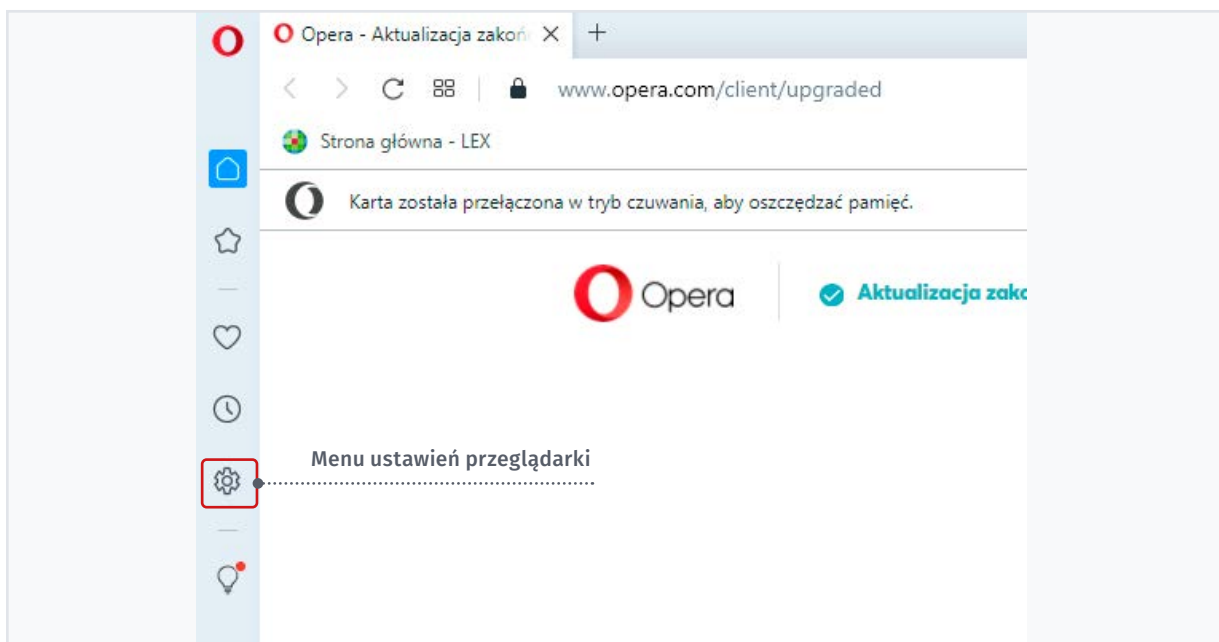 Opera - Aktualizacja zakoń
www.opera.com/client/upgraded
Strona główna - LEX
Karta została przełączona w tryb czuwania, aby oszczędzać pamięć.
Opera
Aktualizacja zako
Menu ustawień przeglądarki